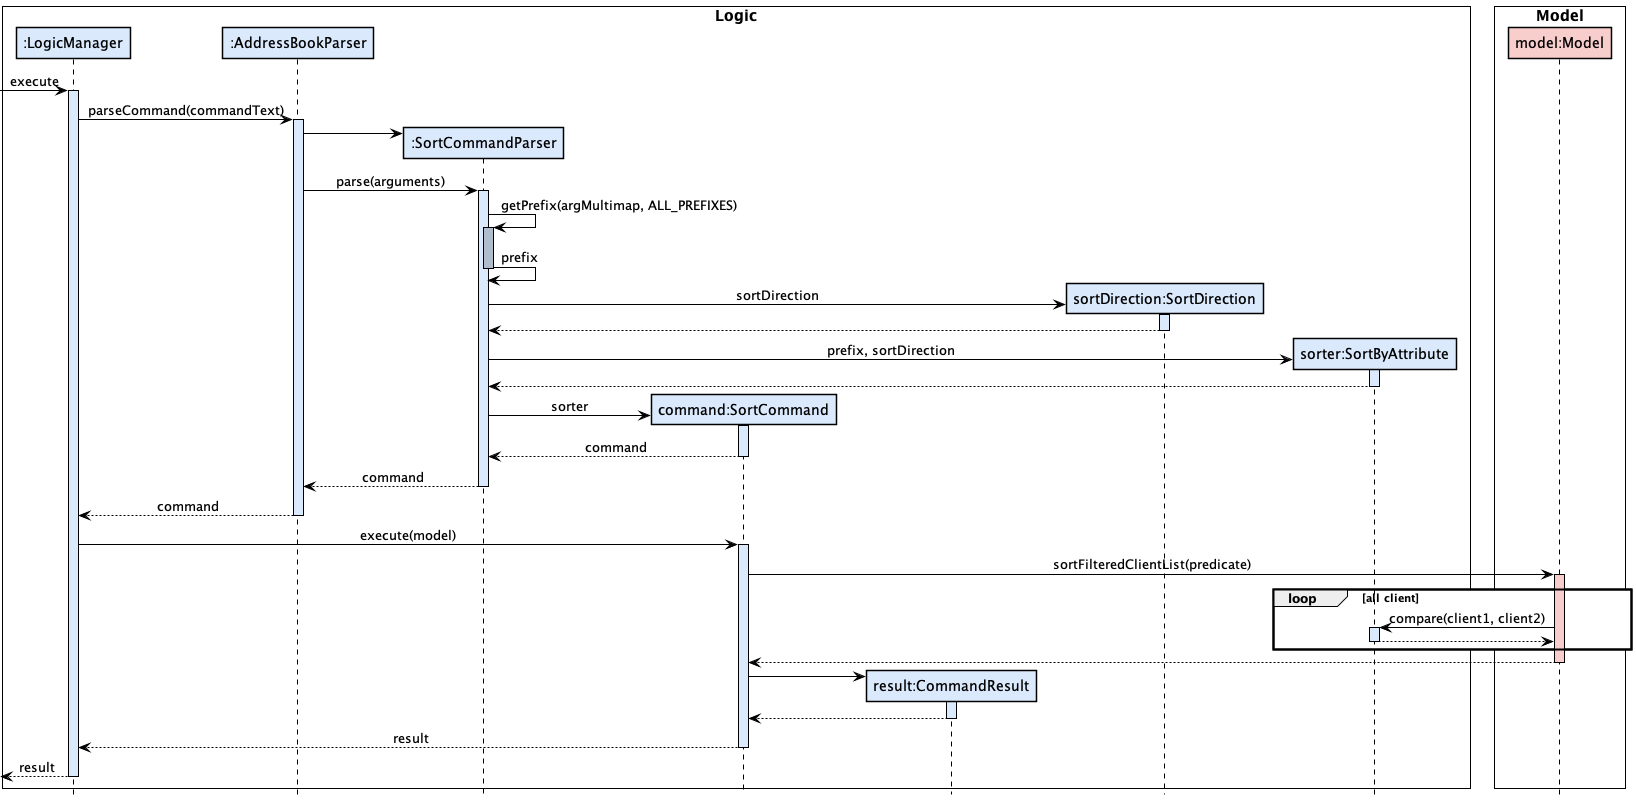 Logic
Model
:LogicManager
:AddressBookParser
model:Model
execute
parseCommand(commandText)
:SortCommandParser
parse(arguments)
getPrefix(argMultimap, ALL_PREFIXES)
prefix
sortDirection
sortDirection:SortDirection
prefix, sortDirection
sorter:SortByAttribute
sorter
command:SortCommand
command
command
command
execute(model)
sortFilteredClientList(predicate)
loop
[all client]
compare(client1, client2)
result:CommandResult
result
result